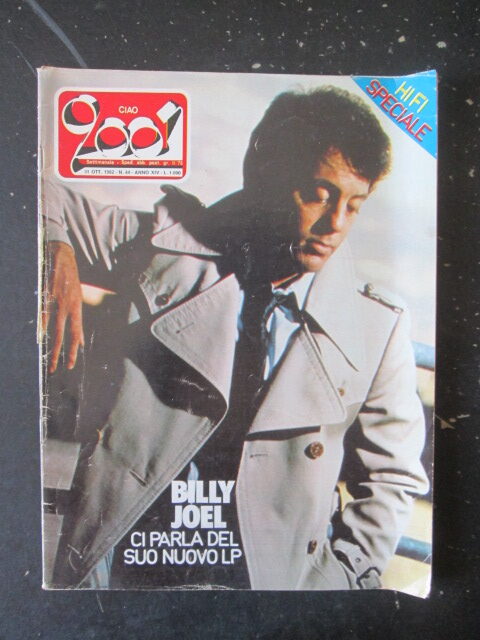 CIAO
2001
Settimanale - Sped. abb. post. gr. II 70
31 OTT. 1982 - N. 44 - ANNO XIV - L. 1.000
HI FI
SPECIALE
BILLY
JOEL
CI PARLA DEL
SUO NUOVO LP